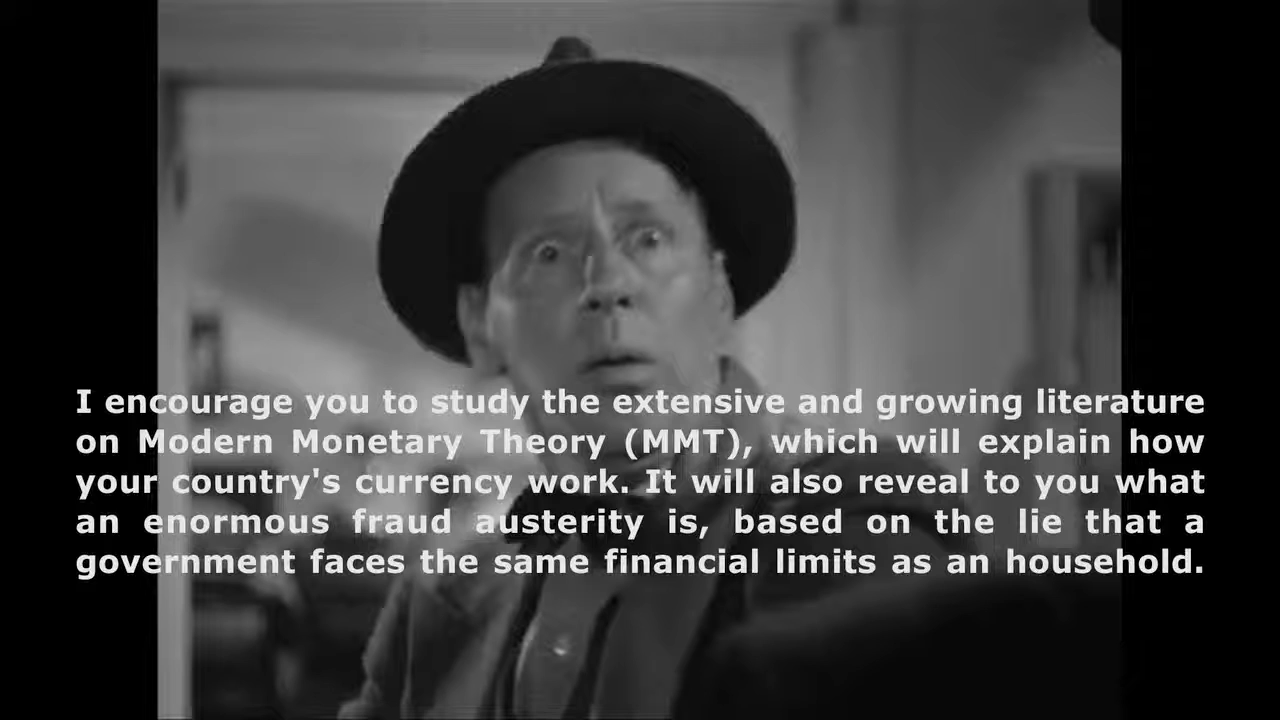 I encourage you to study the extensive and growing literature
on Modern Monetary Theory (MMT), which will explain how
your country's currency work. It will also reveal to you what
an enormous fraud austerity is, based on the lie that a
government faces the same financial limits as an household.